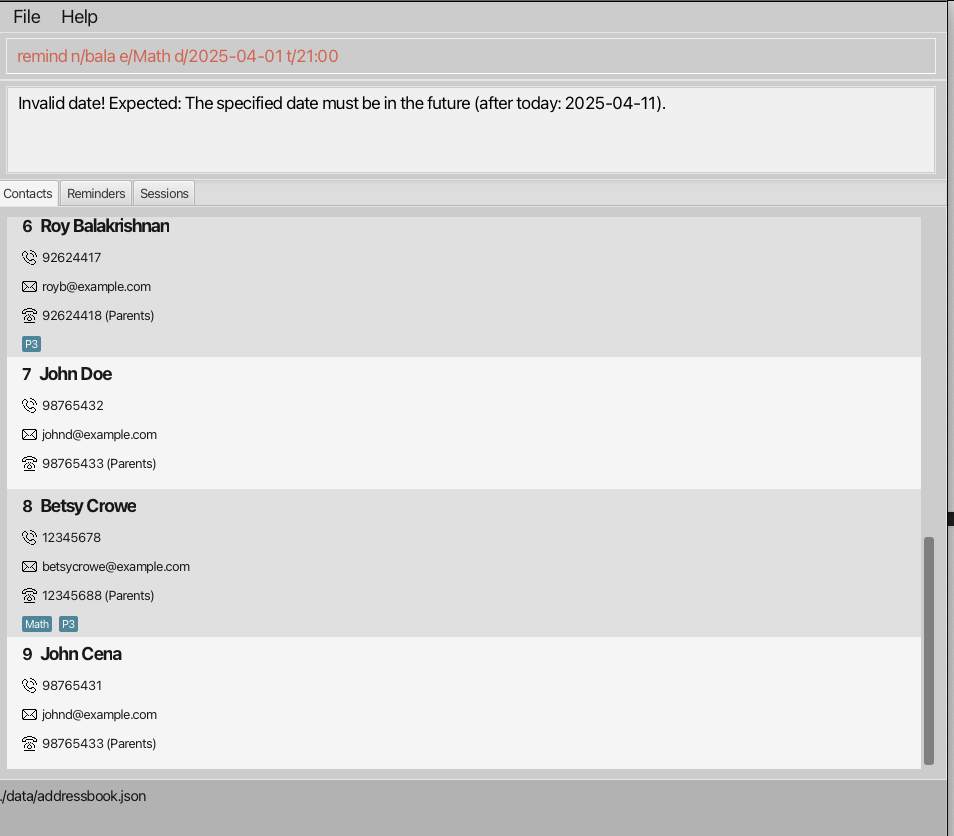 File Help
remind n/bala e/Math d/2025-04-01 t/21:00
Invalid date! Expected: The specified date must be in the future (after today: 2025-04-11).
Contacts Reminders Sessions
6 Roy Balakrishnan
92624417
royb@example.com
92624418 (Parents)
P3
7 John Doe
98765432
johnd@example.com
98765433 (Parents)
8 Betsy Crowe
12345678
betsycrowe@example.com
12345688 (Parents)
Math P3
9 John Cena
98765431
johnd@example.com
98765433 (Parents)
./data/addressbook.json